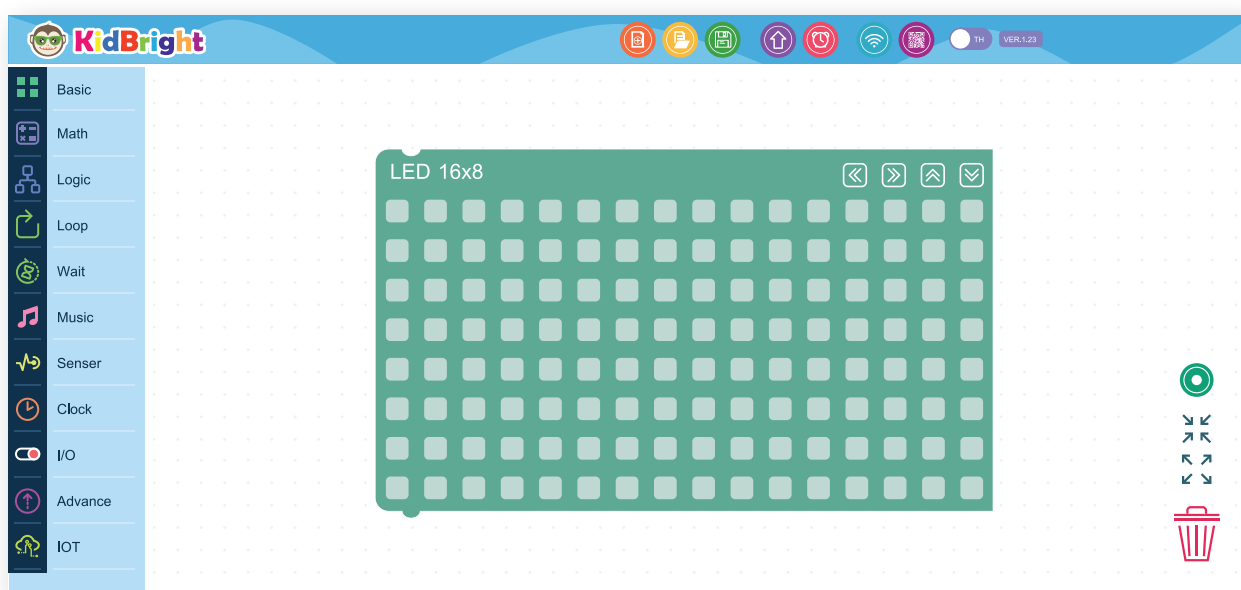 KidBright
TH
VER.1.23
Basic
Math
Logic
Loop
Wait
Music
Senser
Clock
I/O
Advance
IOT
LED 16x8